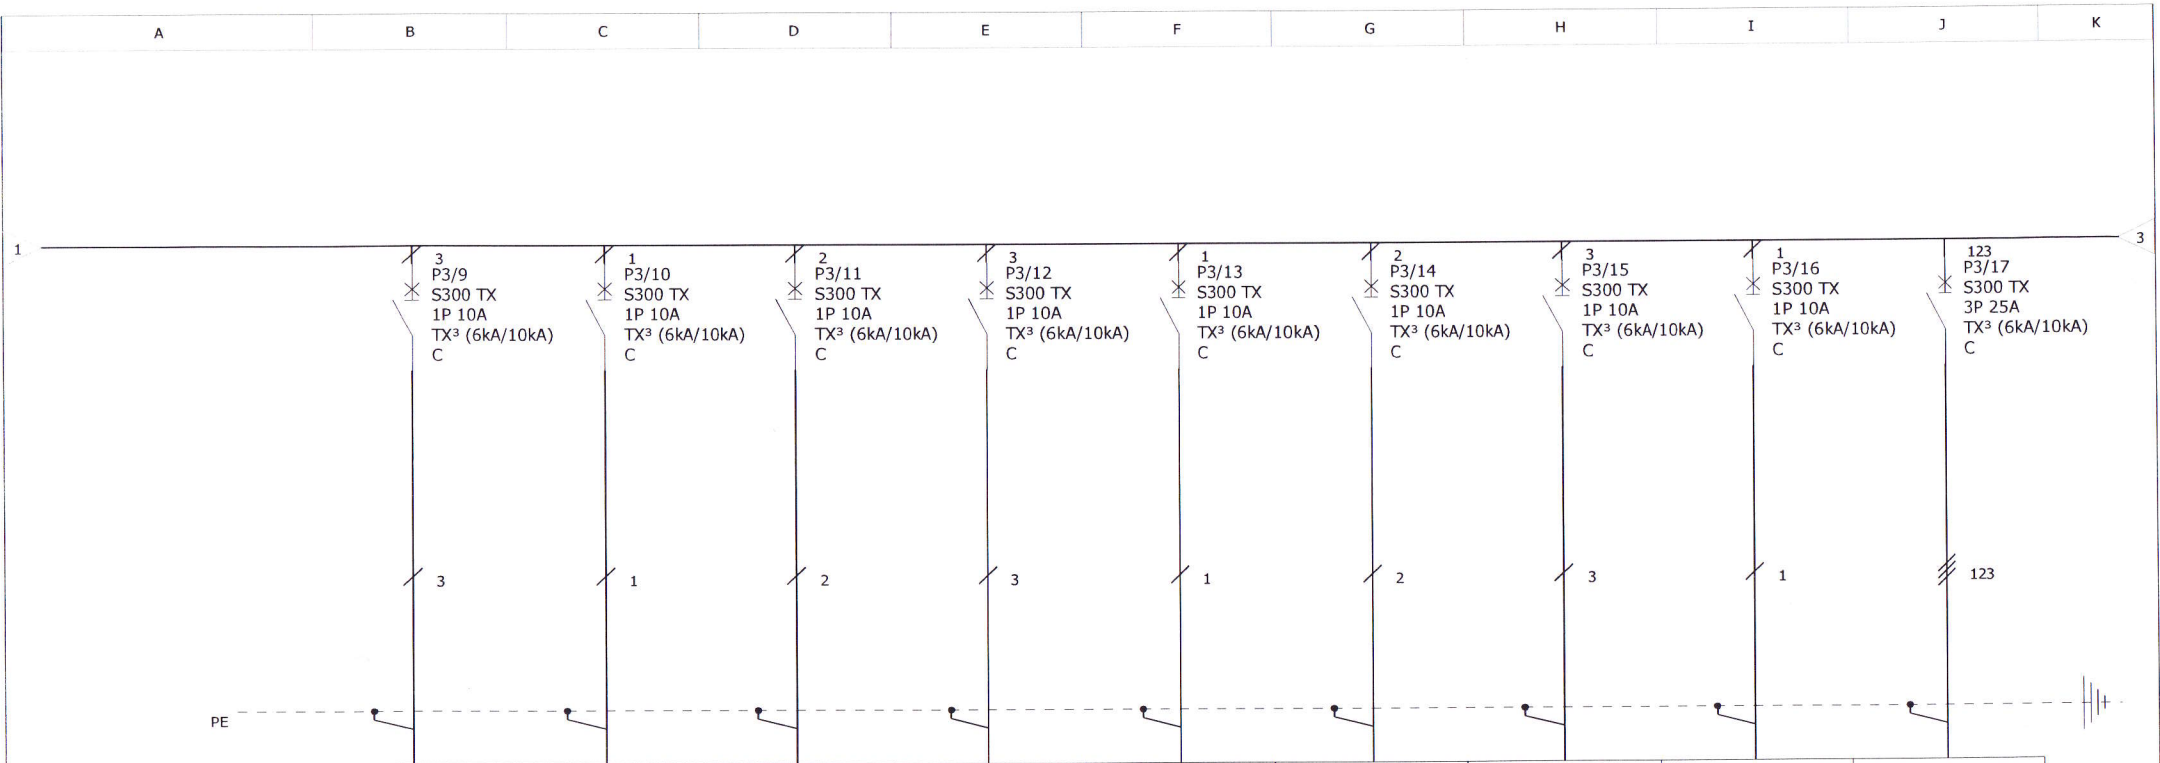 A B C D E F G H I J K
1
3
3
P3/9
S300 TX
1P 10A
TX³ (6kA/10kA)
C
1
P3/10
S300 TX
1P 10A
TX³ (6kA/10kA)
C
2
P3/11
S300 TX
1P 10A
TX³ (6kA/10kA)
C
3
P3/12
S300 TX
1P 10A
TX³ (6kA/10kA)
C
1
P3/13
S300 TX
1P 10A
TX³ (6kA/10kA)
C
2
P3/14
S300 TX
1P 10A
TX³ (6kA/10kA)
C
3
P3/15
S300 TX
1P 10A
TX³ (6kA/10kA)
C
1
P3/16
S300 TX
1P 10A
TX³ (6kA/10kA)
C
123
P3/17
S300 TX
3P 25A
TX³ (6kA/10kA)
C
3 1 2 3 1 2 3 1 123
PE